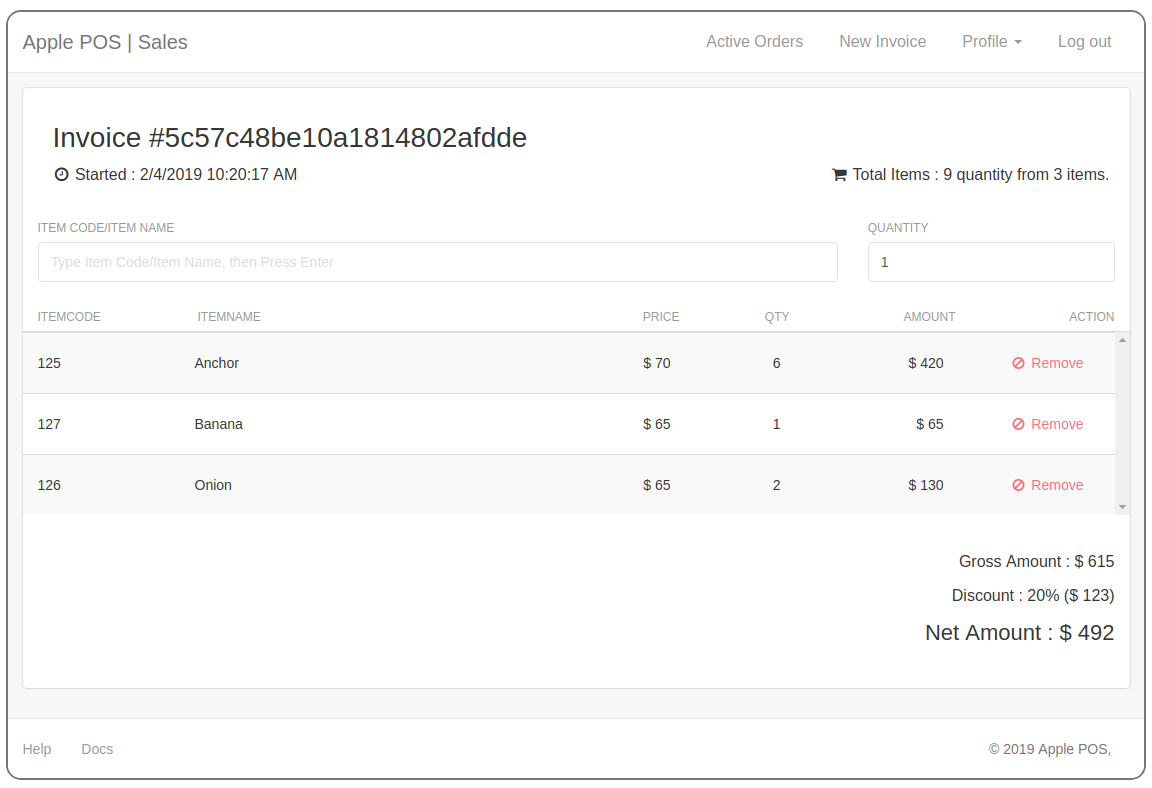 Apple POS | Sales Active Orders New Invoice Profile Log out
Invoice #5c57c48be10a1814802afdde
Started : 2/4/2019 10:20:17 AM Total Items : 9 quantity from 3 items.
ITEM CODE/ITEM NAME QUANTITY
Type Item Code/Item Name, then Press Enter 1
ITEMCODE ITEMNAME PRICE QTY AMOUNT ACTION
125 Anchor $ 70 6 $ 420 Remove
127 Banana $ 65 1 $ 65 Remove
126 Onion $ 65 2 $ 130 Remove
Gross Amount : $ 615
Discount : 20% ($ 123)
Net Amount : $ 492
Help Docs © 2019 Apple POS,